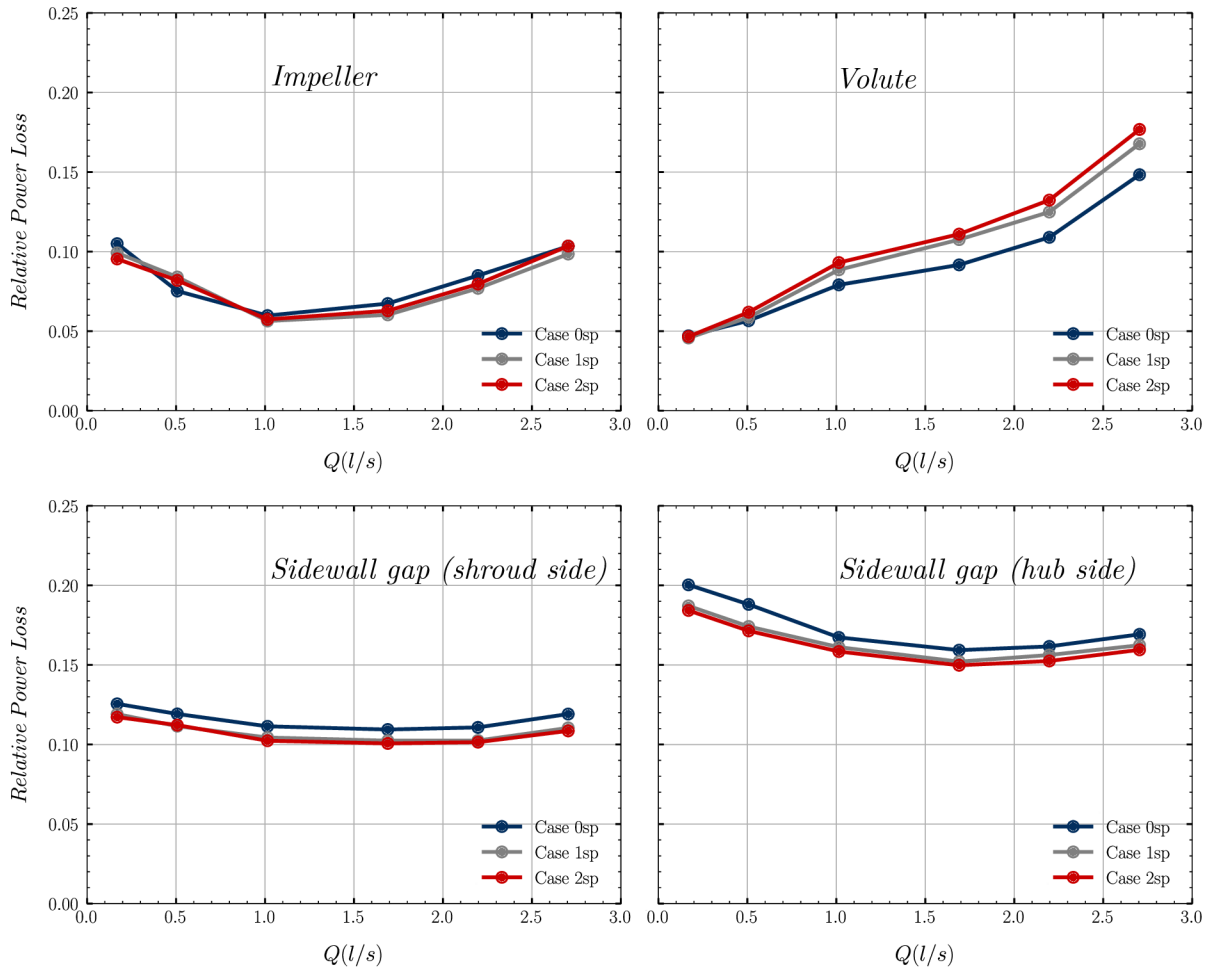 Impeller
Relative Power Loss
0.25
0.20
0.15
0.10
0.05
0.00
0.0 0.5 1.0 1.5 2.0 2.5 3.0
Q(l/s)
Case 0sp
Case 1sp
Case 2sp
Volute
0.0 0.5 1.0 1.5 2.0 2.5 3.0
Q(l/s)
Case 0sp
Case 1sp
Case 2sp
Sidewall gap (shroud side)
Relative Power Loss
0.25
0.20
0.15
0.10
0.05
0.00
0.0 0.5 1.0 1.5 2.0 2.5 3.0
Q(l/s)
Case 0sp
Case 1sp
Case 2sp
Sidewall gap (hub side)
0.0 0.5 1.0 1.5 2.0 2.5 3.0
Q(l/s)
Case 0sp
Case 1sp
Case 2sp